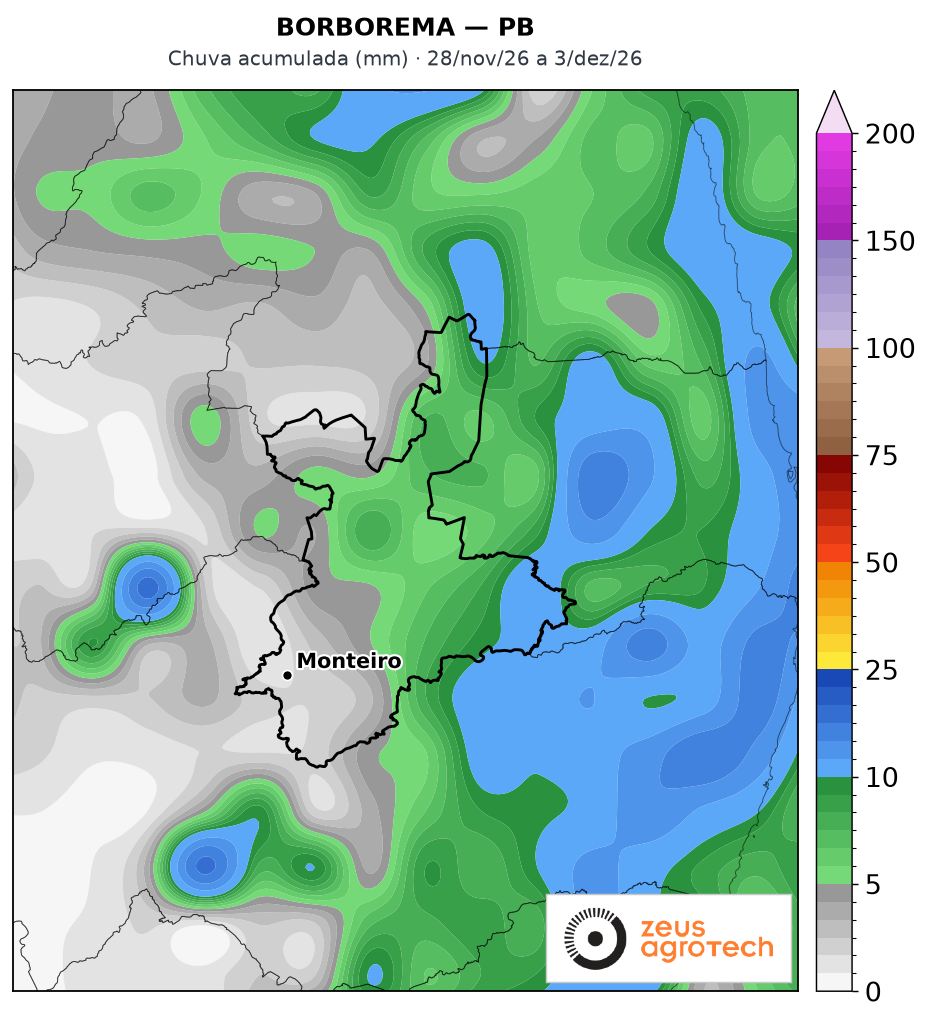 BORBOREMA — PB
Chuva acumulada (mm) · 28/nov/26 a 3/dez/26
200
150
100
75
50
25
10
5
0
Monteiro
zeus
agrotech